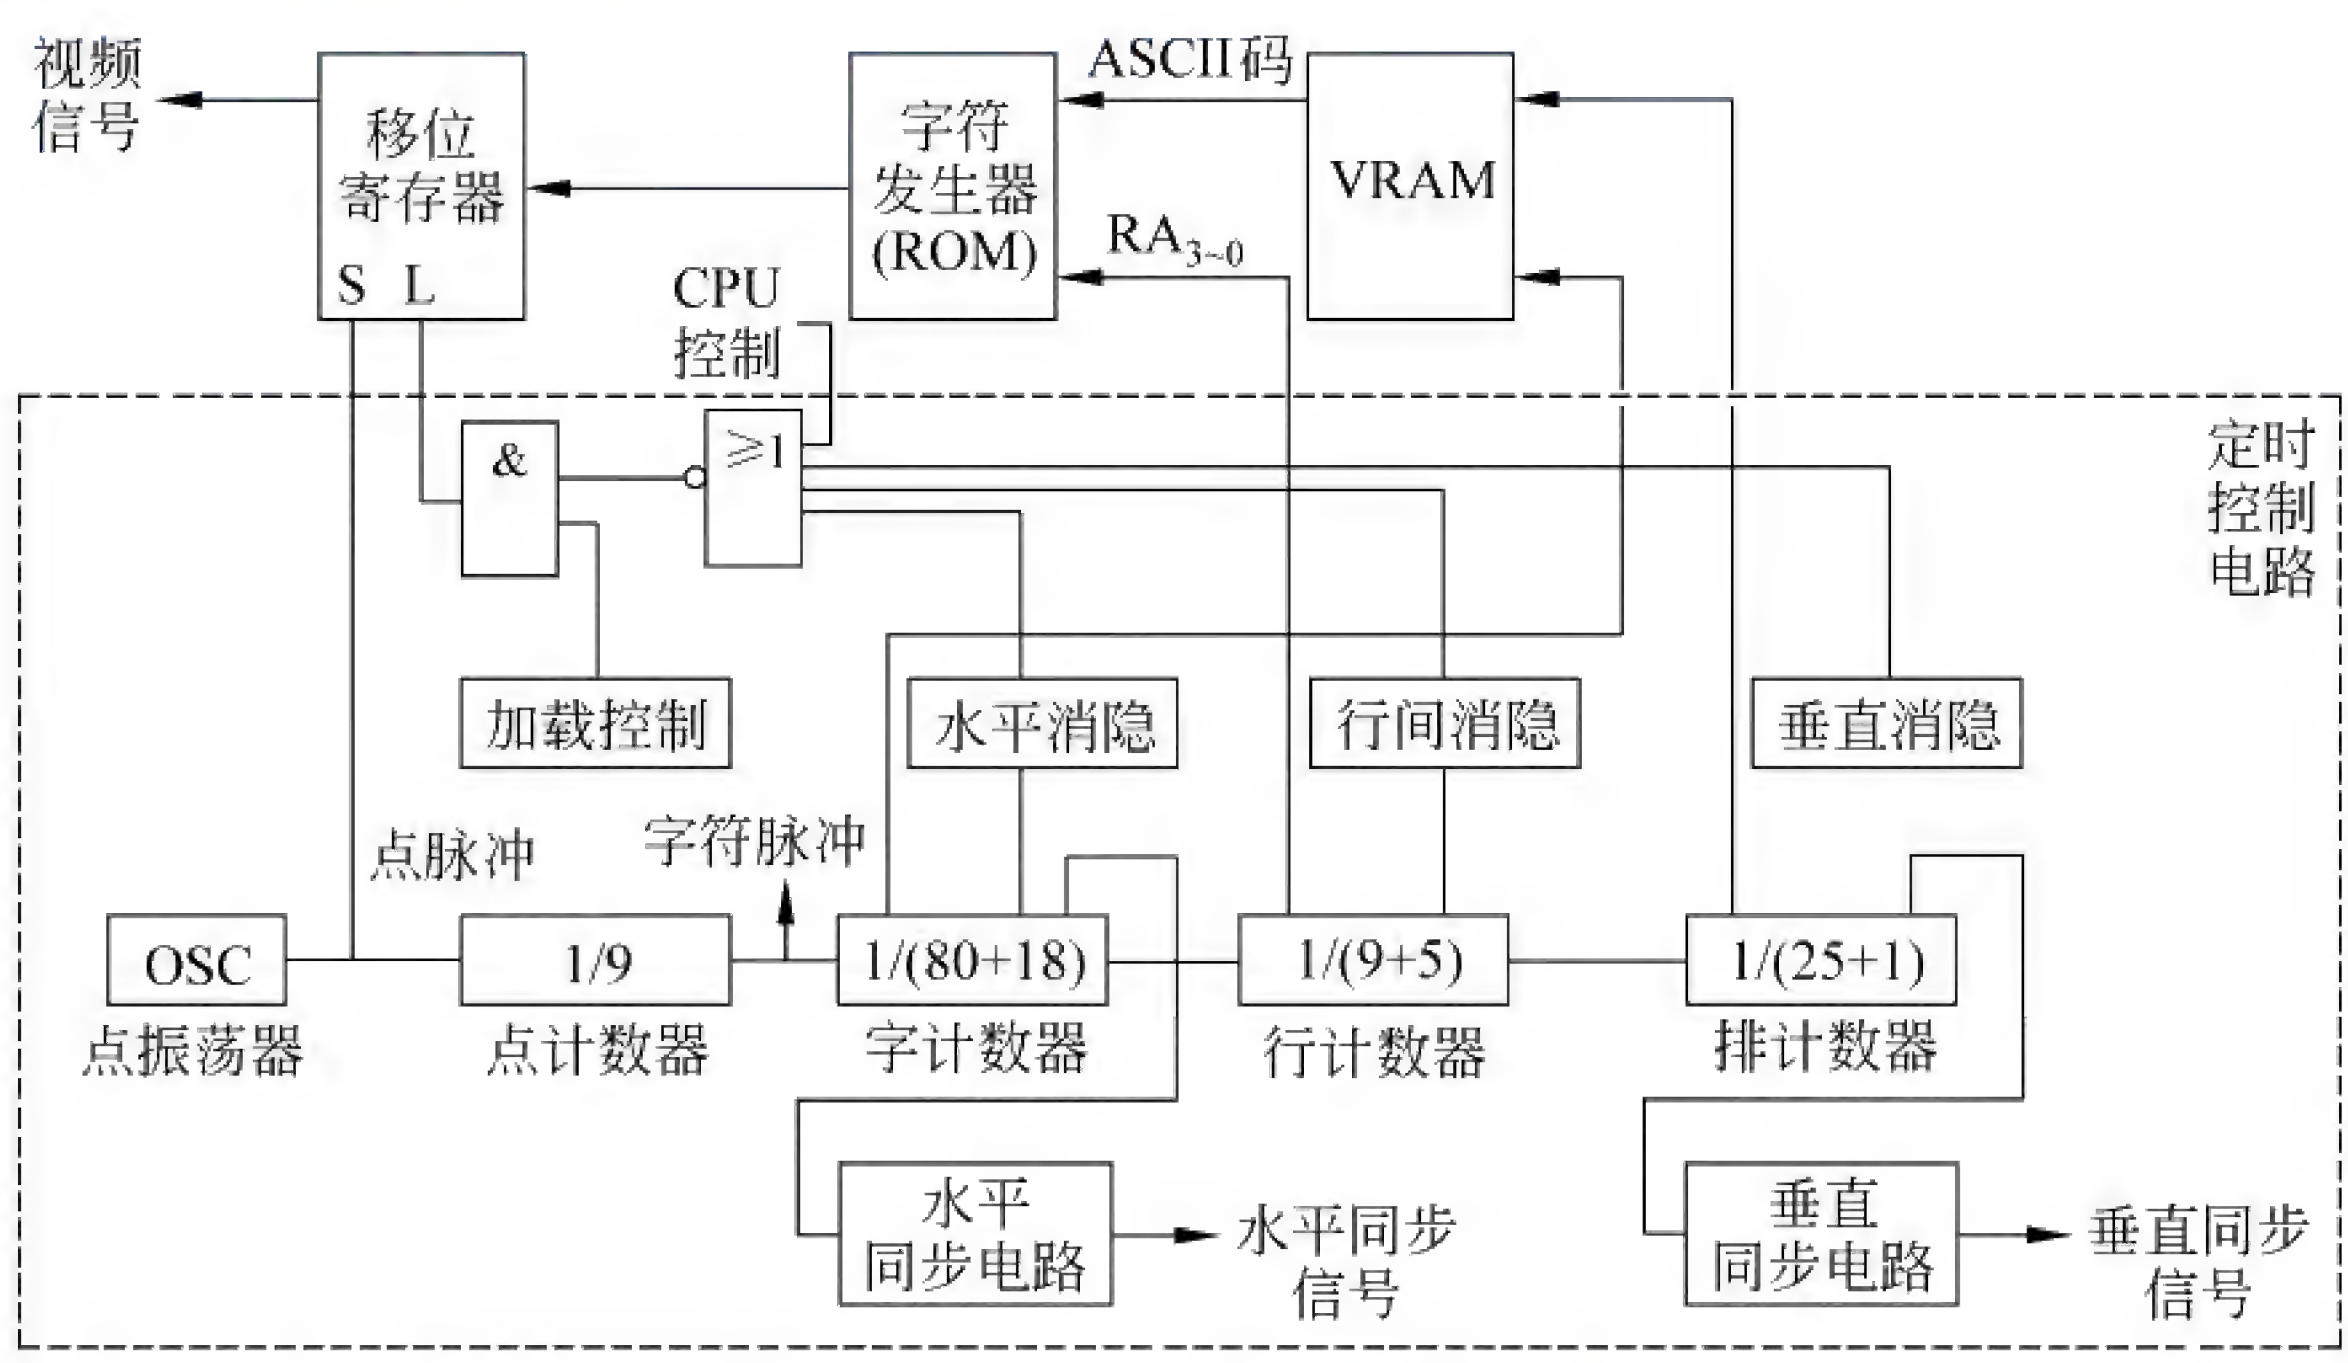 视频
信号
移位
寄存器
S L
字符
发生器
(ROM)
ASCII码
RA3~0
VRAM
CPU
控制
&
≥1
定时
控制
电路
加载控制
水平消隐
行间消隐
垂直消隐
点脉冲
字符脉冲
OSC
1/9
1/(80+18)
1/(9+5)
1/(25+1)
点振荡器
点计数器
字计数器
行计数器
排计数器
水平
同步电路
水平同步
信号
垂直
同步电路
垂直同步
信号